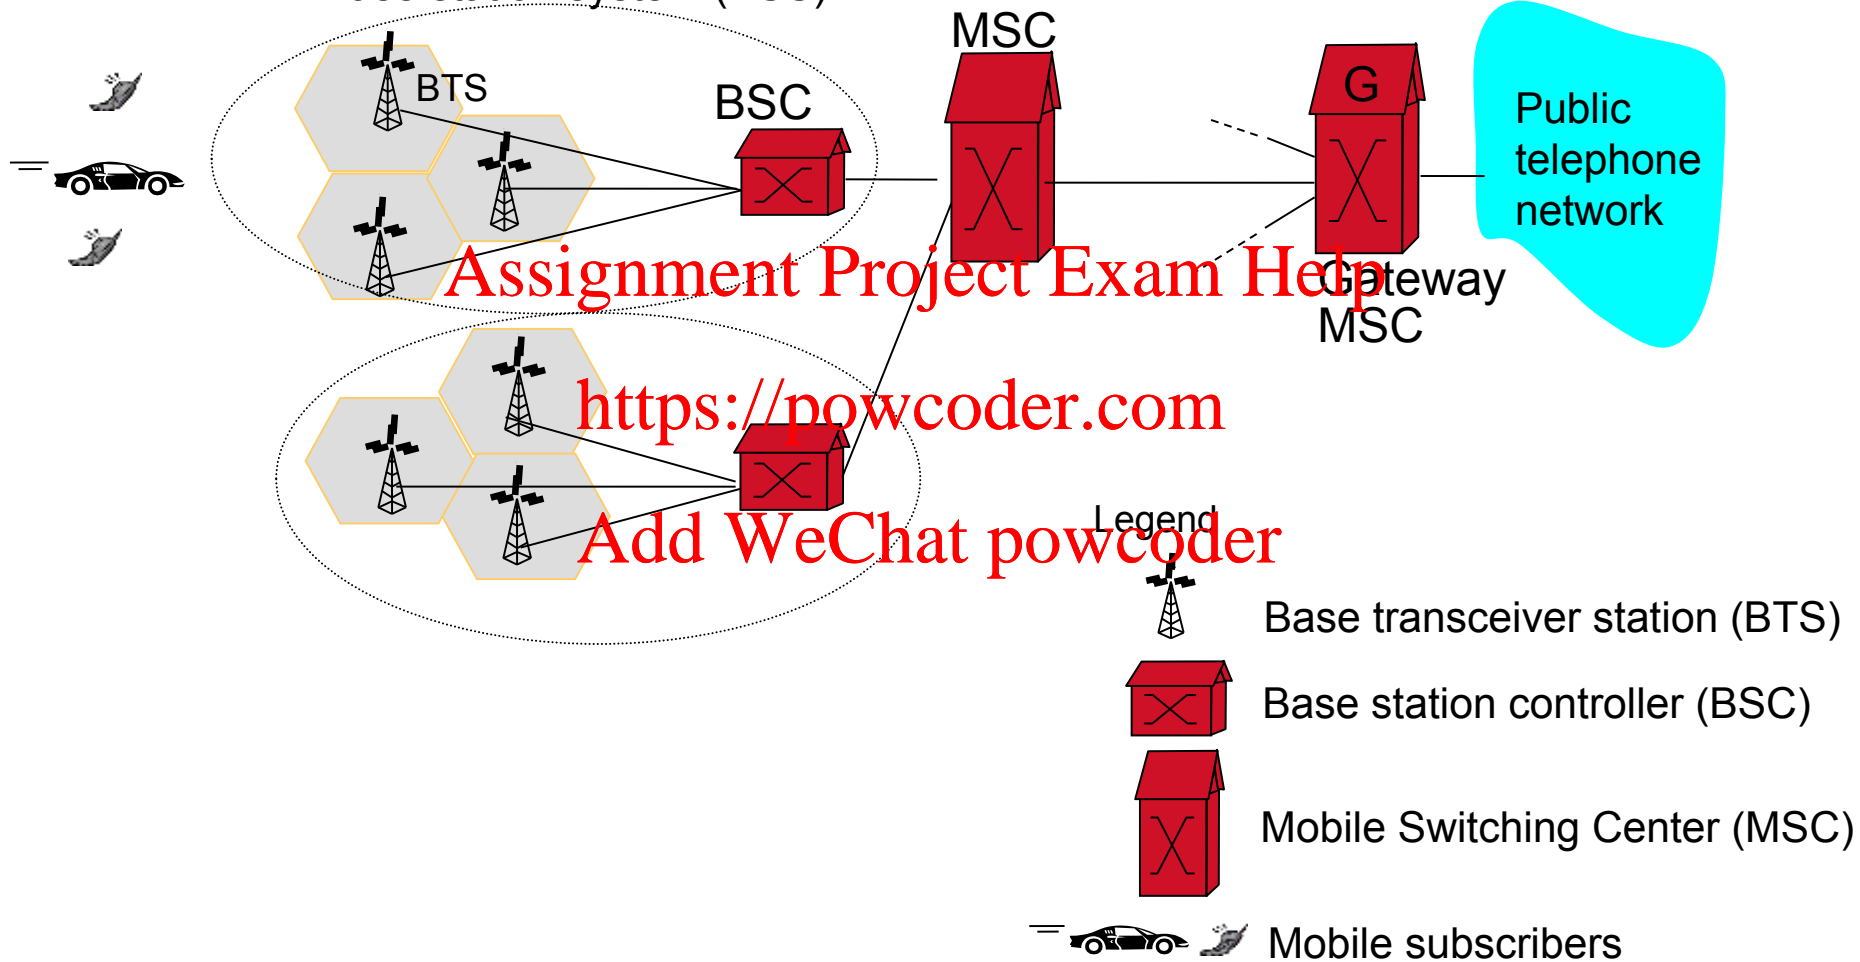 MSC
BTS
BSC
G
Public
telephone
network
Gateway
MSC
Assignment Project Exam Help
https://powcoder.com
Add WeChat powcoder
Legend
Base transceiver station (BTS)
Base station controller (BSC)
Mobile Switching Center (MSC)
Mobile subscribers